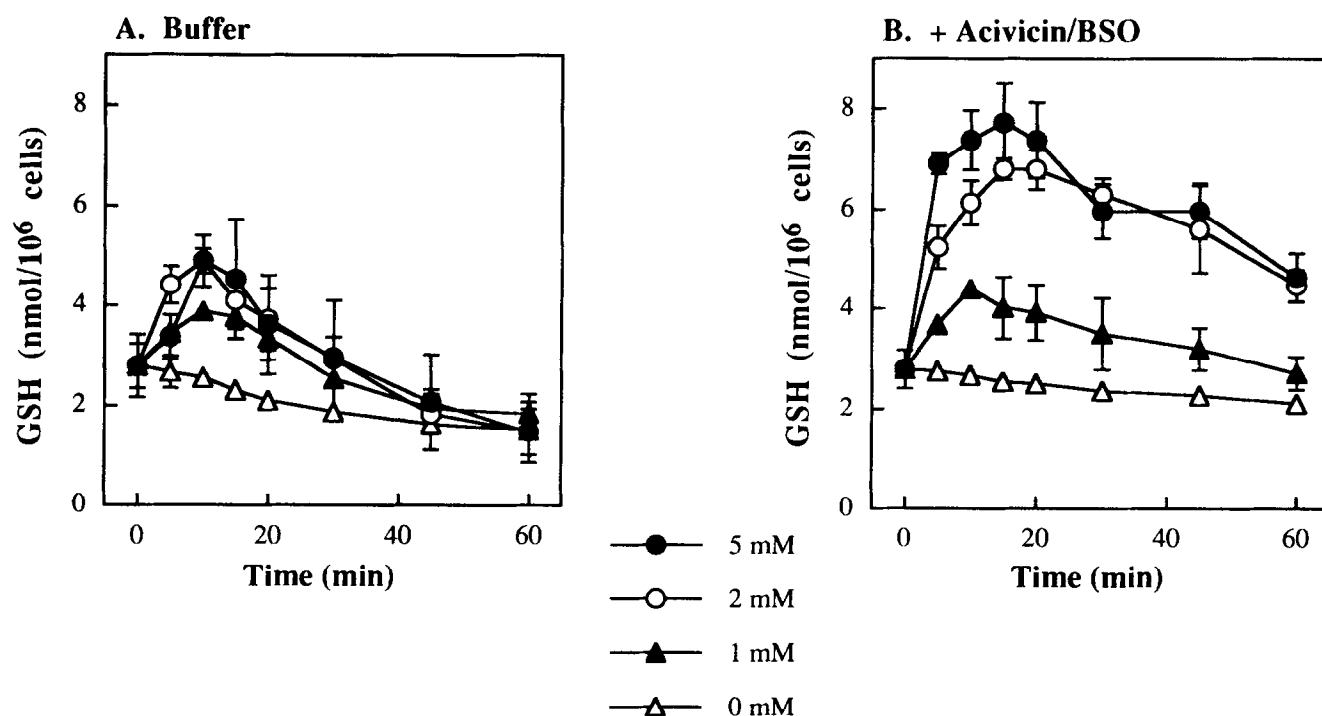 A. Buffer
GSH (nmol/10⁶ cells)
8
6
4
2
0
0
20
40
60
Time (min)
B. + Acivicin/BSO
GSH (nmol/10⁶ cells)
8
6
4
2
0
0
20
40
60
Time (min)
5 mM
2 mM
1 mM
0 mM